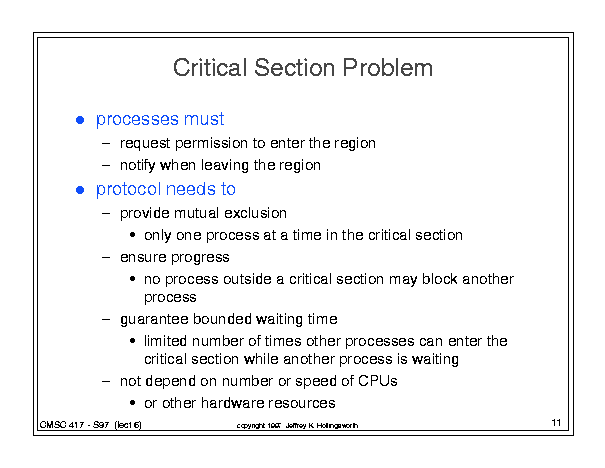 Critical Section Problem
● processes must
– request permission to enter the region
– notify when leaving the region
● protocol needs to
– provide mutual exclusion
• only one process at a time in the critical section
– ensure progress
• no process outside a critical section may block another
process
– guarantee bounded waiting time
• limited number of times other processes can enter the
critical section while another process is waiting
– not depend on number or speed of CPUs
• or other hardware resources
CMSC 417 - S97 (lect 6)
copyright 1997 Jeffrey K. Hollingsworth
11